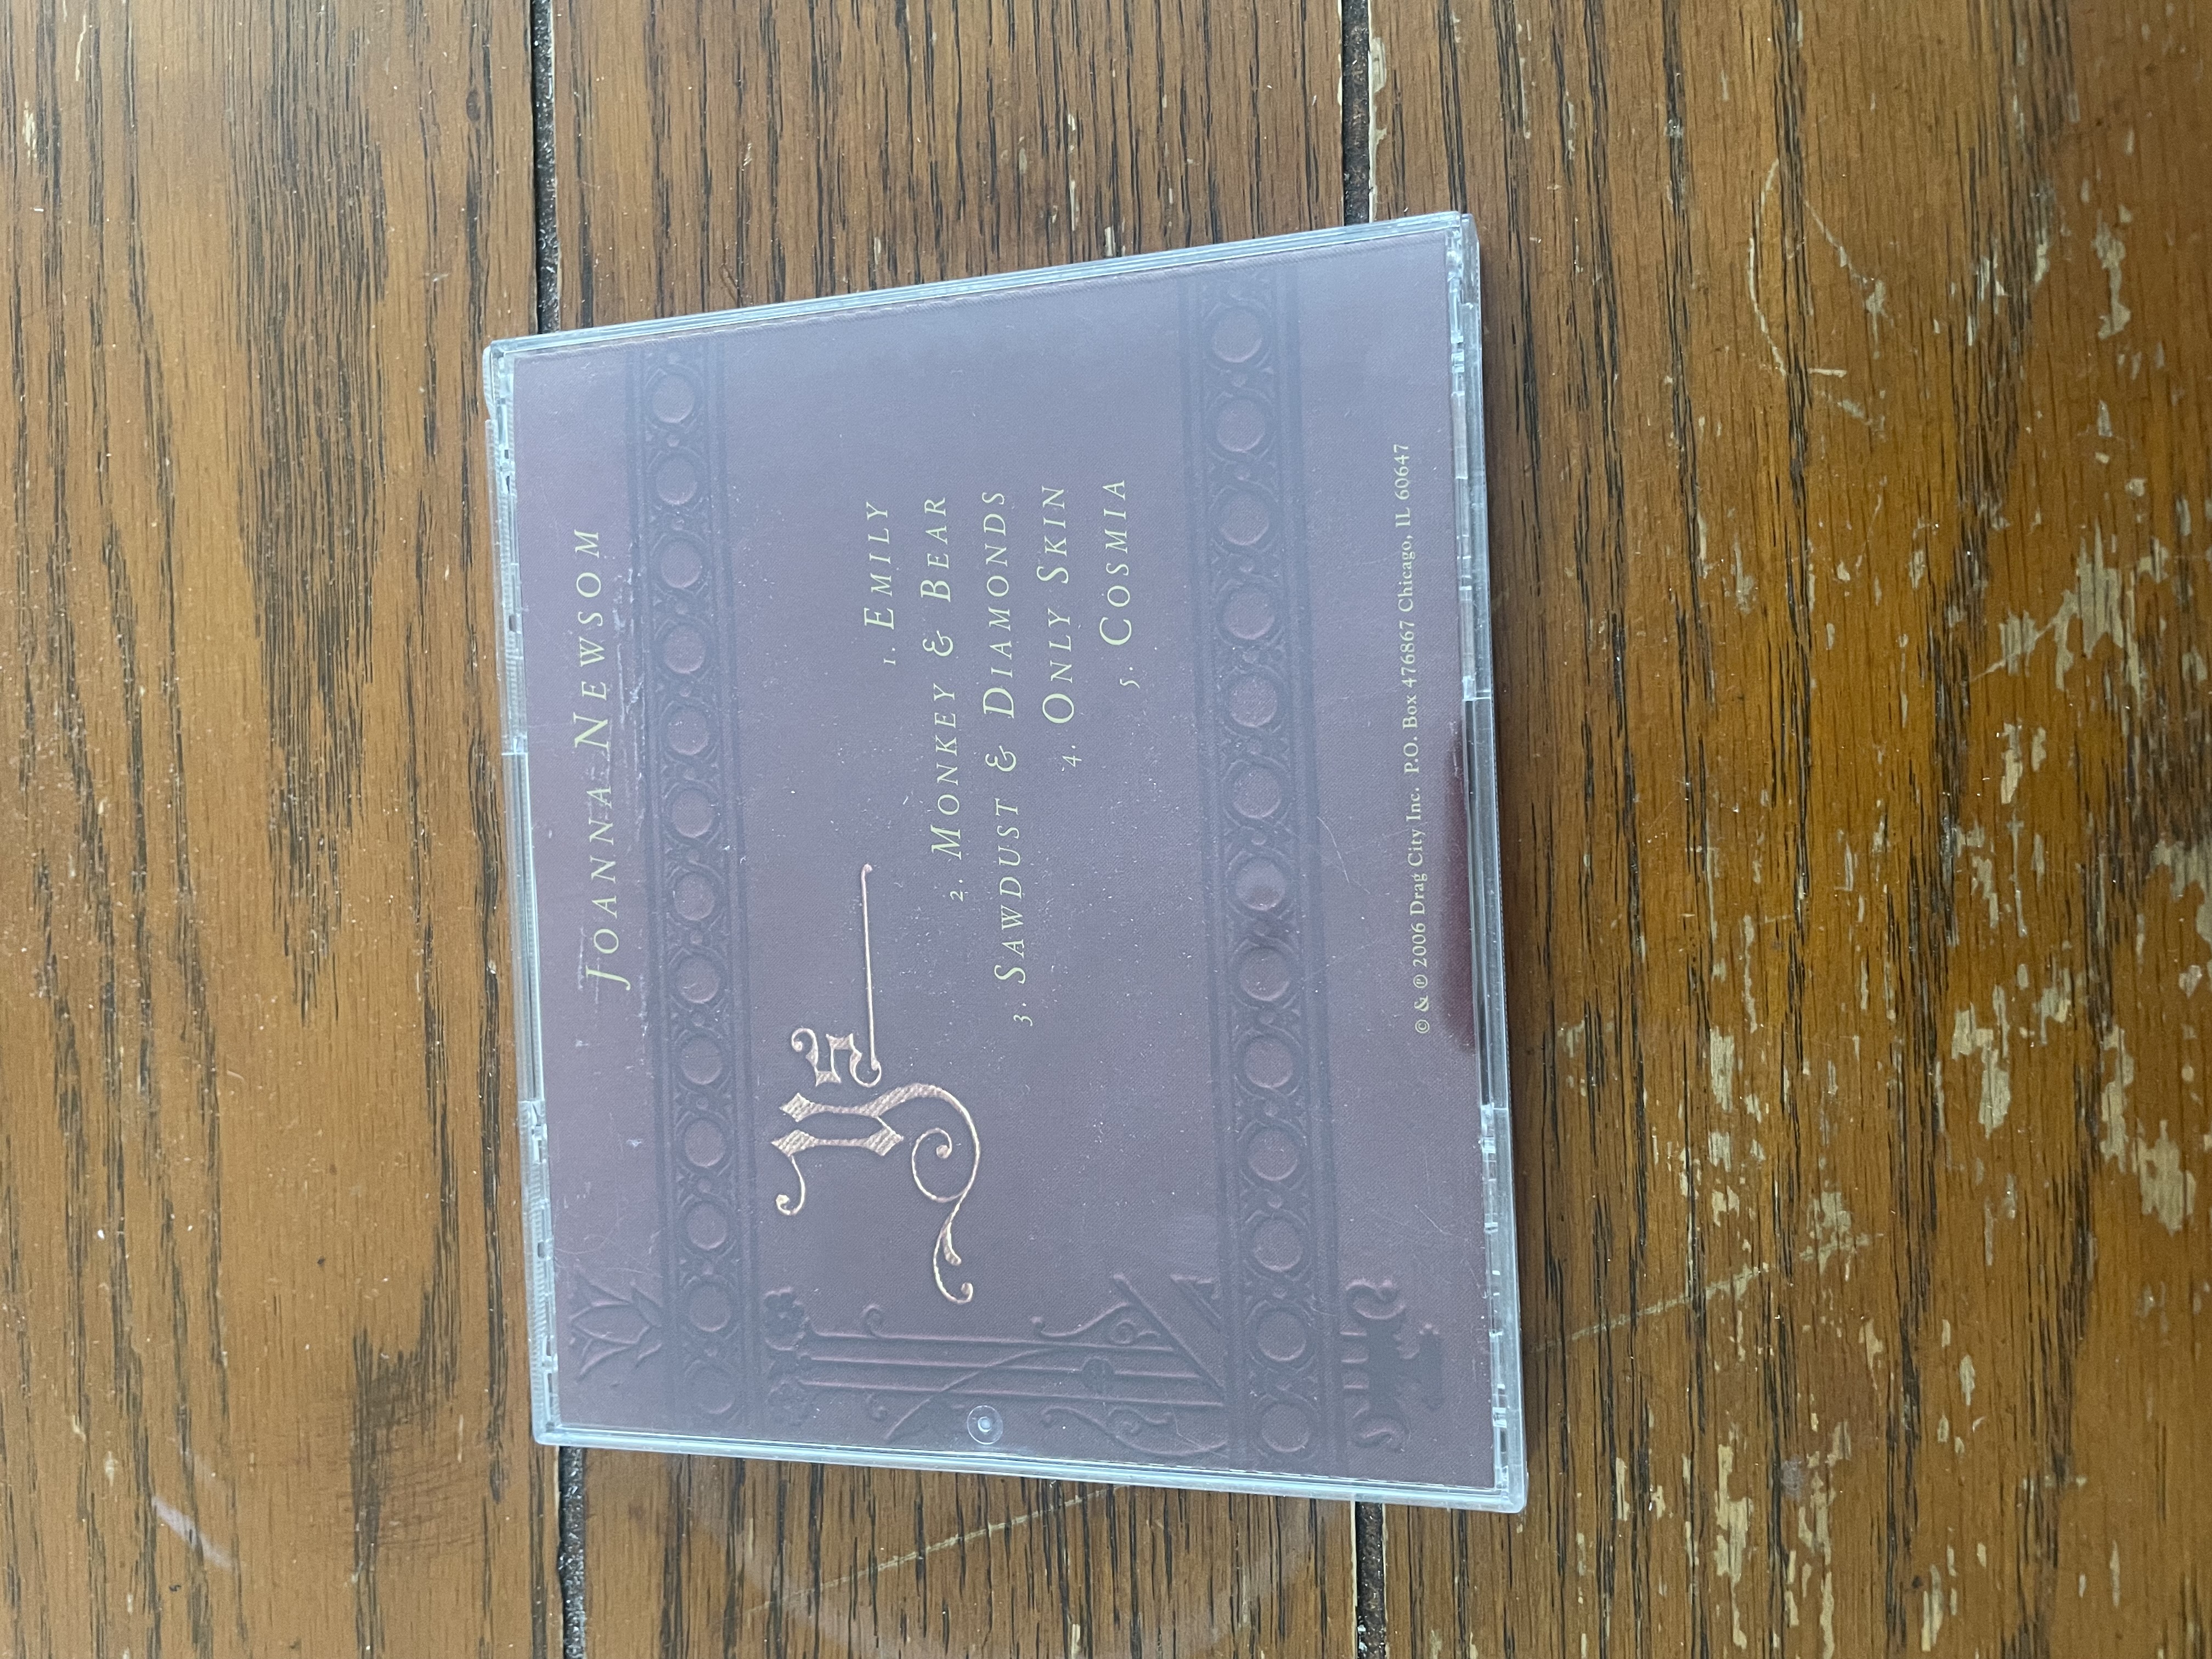 JOANNA NEWSOM
Ys
1. EMILY
2. MONKEY & BEAR
3. SAWDUST & DIAMONDS
4. ONLY SKIN
5. COSMIA
© & ℗ 2006 Drag City Inc. P.O. Box 476867 Chicago, IL 60647